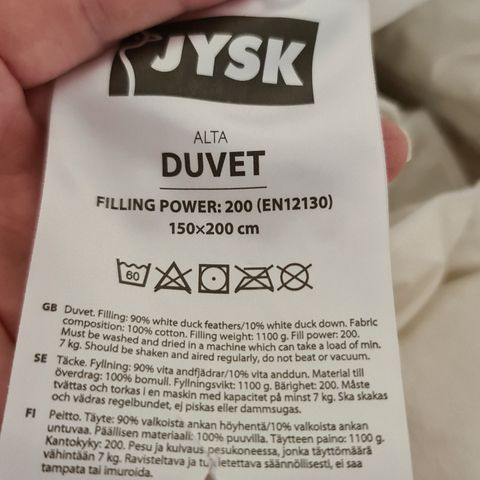 JYSK
ALTA
DUVET
FILLING POWER: 200 (EN12130)
150×200 cm
60
GB Duvet. Filling: 90% white duck feathers/10% white duck down. Fabric
composition: 100% cotton. Filling weight: 1100 g. Fill power: 200.
Must be washed and dried in a machine which can take a load of min.
7 kg. Should be shaken and aired regularly, do not beat or vacuum.
SE Täcke. Fyllning: 90% vita andfjädrar/10% vita anddun. Material till
överdrag: 100% bomull. Fyllningsvikt: 1100 g. Bärighet: 200. Måste
tvättas och torkas i en maskin med kapacitet på minst 7 kg. Ska skakas
och vädras regelbundet, ej piskas eller dammsugas.
FI Peitto. Täyte: 90% valkoista ankan höyhentä/10% valkoista ankan
untuvaa. Päällisen materiaali: 100% puuvilla. Täytteen paino: 1100 g.
Kantokyky: 200. Pesu ja kuivaus pesukoneessa, jonka täyttömäärä
vähintään 7 kg. Ravisteltava ja tuuletettava säännöllisesti, ei saa
tampata tai imuroida.